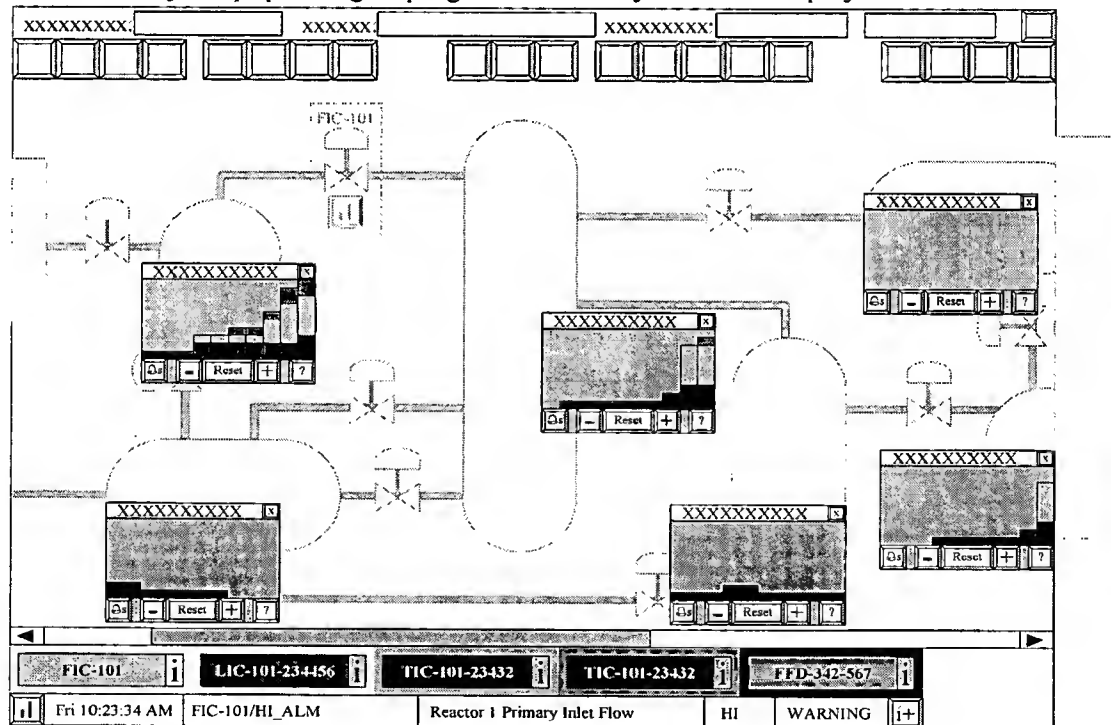 XXXXXXXXX: XXXXXX: XXXXXXXXX:
FIC-101
XXXXXXXXXX x
Reset + ?
XXXXXXXXXX x
s - Reset + ?
XXXXXXXXXX x
s - Reset + ?
XXXXXXXXXX x
s - Reset + ?
XXXXXXXXXX x
s - Reset + ?
XXXXXXXXXX x
s - Reset + ?
FIC-101 i LIC-101-234456 i TIC-101-23432 i TIC-101-23432 i FFD-342-567 i
Fri 10:23:34 AM FIC-101/HI_ALM Reactor 1 Primary Inlet Flow HI WARNING i+